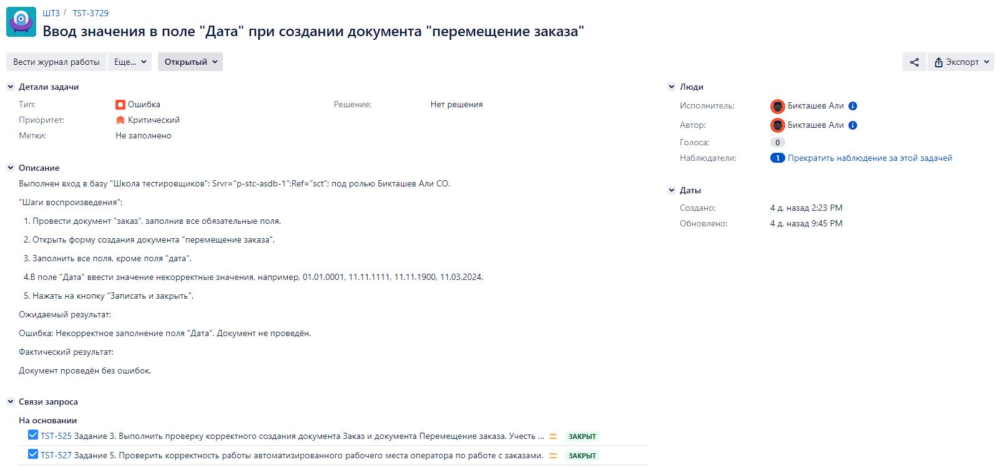 ШТ3 / TST-3729
Ввод значения в поле "Дата" при создании документа "перемещение заказа"
Вести журнал работы Еще... Открытый Экспорт
Детали задачи
Тип: Ошибка Решение: Нет решения
Приоритет: Критический
Метки: Не заполнено
Описание
Выполнен вход в базу "Школа тестировщиков": Srvr="p-stc-asdb-1";Ref="sct"; под ролью Бикташев Али СО.
"Шаги воспроизведения":
1. Провести документ "заказ", заполнив все обязательные поля.
2. Открыть форму создания документа "перемещение заказа".
3. Заполнить все поля, кроме поля "дата".
4.В поле "Дата" ввести значение некорректные значения, например, 01.01.0001, 11.11.1111, 11.11.1900, 11.03.2024.
5. Нажать на кнопку "Записать и закрыть".
Ожидаемый результат:
Ошибка: Некорректное заполнение поля "Дата". Документ не проведён.
Фактический результат:
Документ проведён без ошибок.
Связи запроса
На основании
TST-525 Задание 3. Выполнить проверку корректного создания документа Заказ и документа Перемещение заказа. Учесть ... ЗАКРЫТ
TST-527 Задание 5. Проверить корректность работы автоматизированного рабочего места оператора по работе с заказами. ЗАКРЫТ
Люди
Исполнитель: Бикташев Али
Автор: Бикташев Али
Голоса: 0
Наблюдатели: 1 Прекратить наблюдение за этой задачей
Даты
Создано: 4 д. назад 2:23 PM
Обновлено: 4 д. назад 9:45 PM